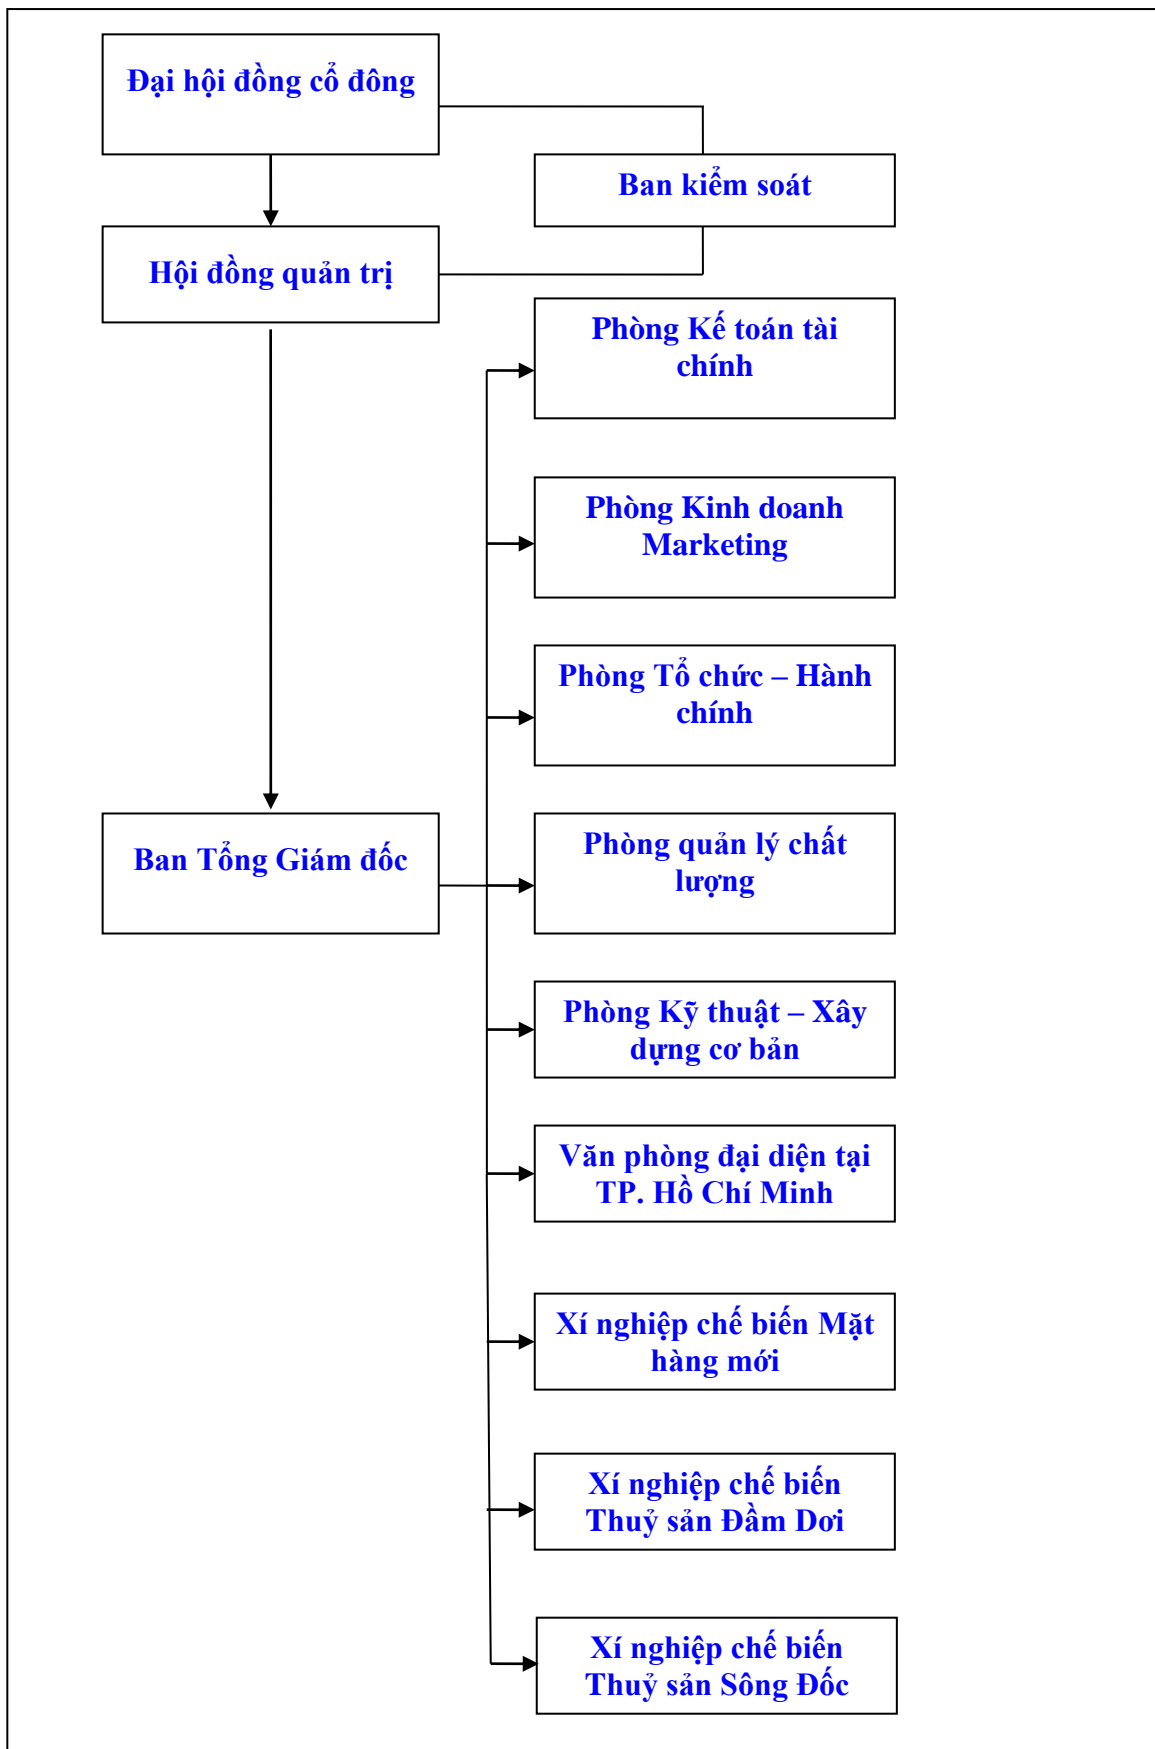 Đại hội đồng cổ đông
Ban kiểm soát
Hội đồng quản trị
Phòng Kế toán tài
chính
Phòng Kinh doanh
Marketing
Phòng Tổ chức – Hành
chính
Ban Tổng Giám đốc
Phòng quản lý chất
lượng
Phòng Kỹ thuật – Xây
dựng cơ bản
Văn phòng đại diện tại
TP. Hồ Chí Minh
Xí nghiệp chế biến Mặt
hàng mới
Xí nghiệp chế biến
Thuỷ sản Đầm Dơi
Xí nghiệp chế biến
Thuỷ sản Sông Đốc